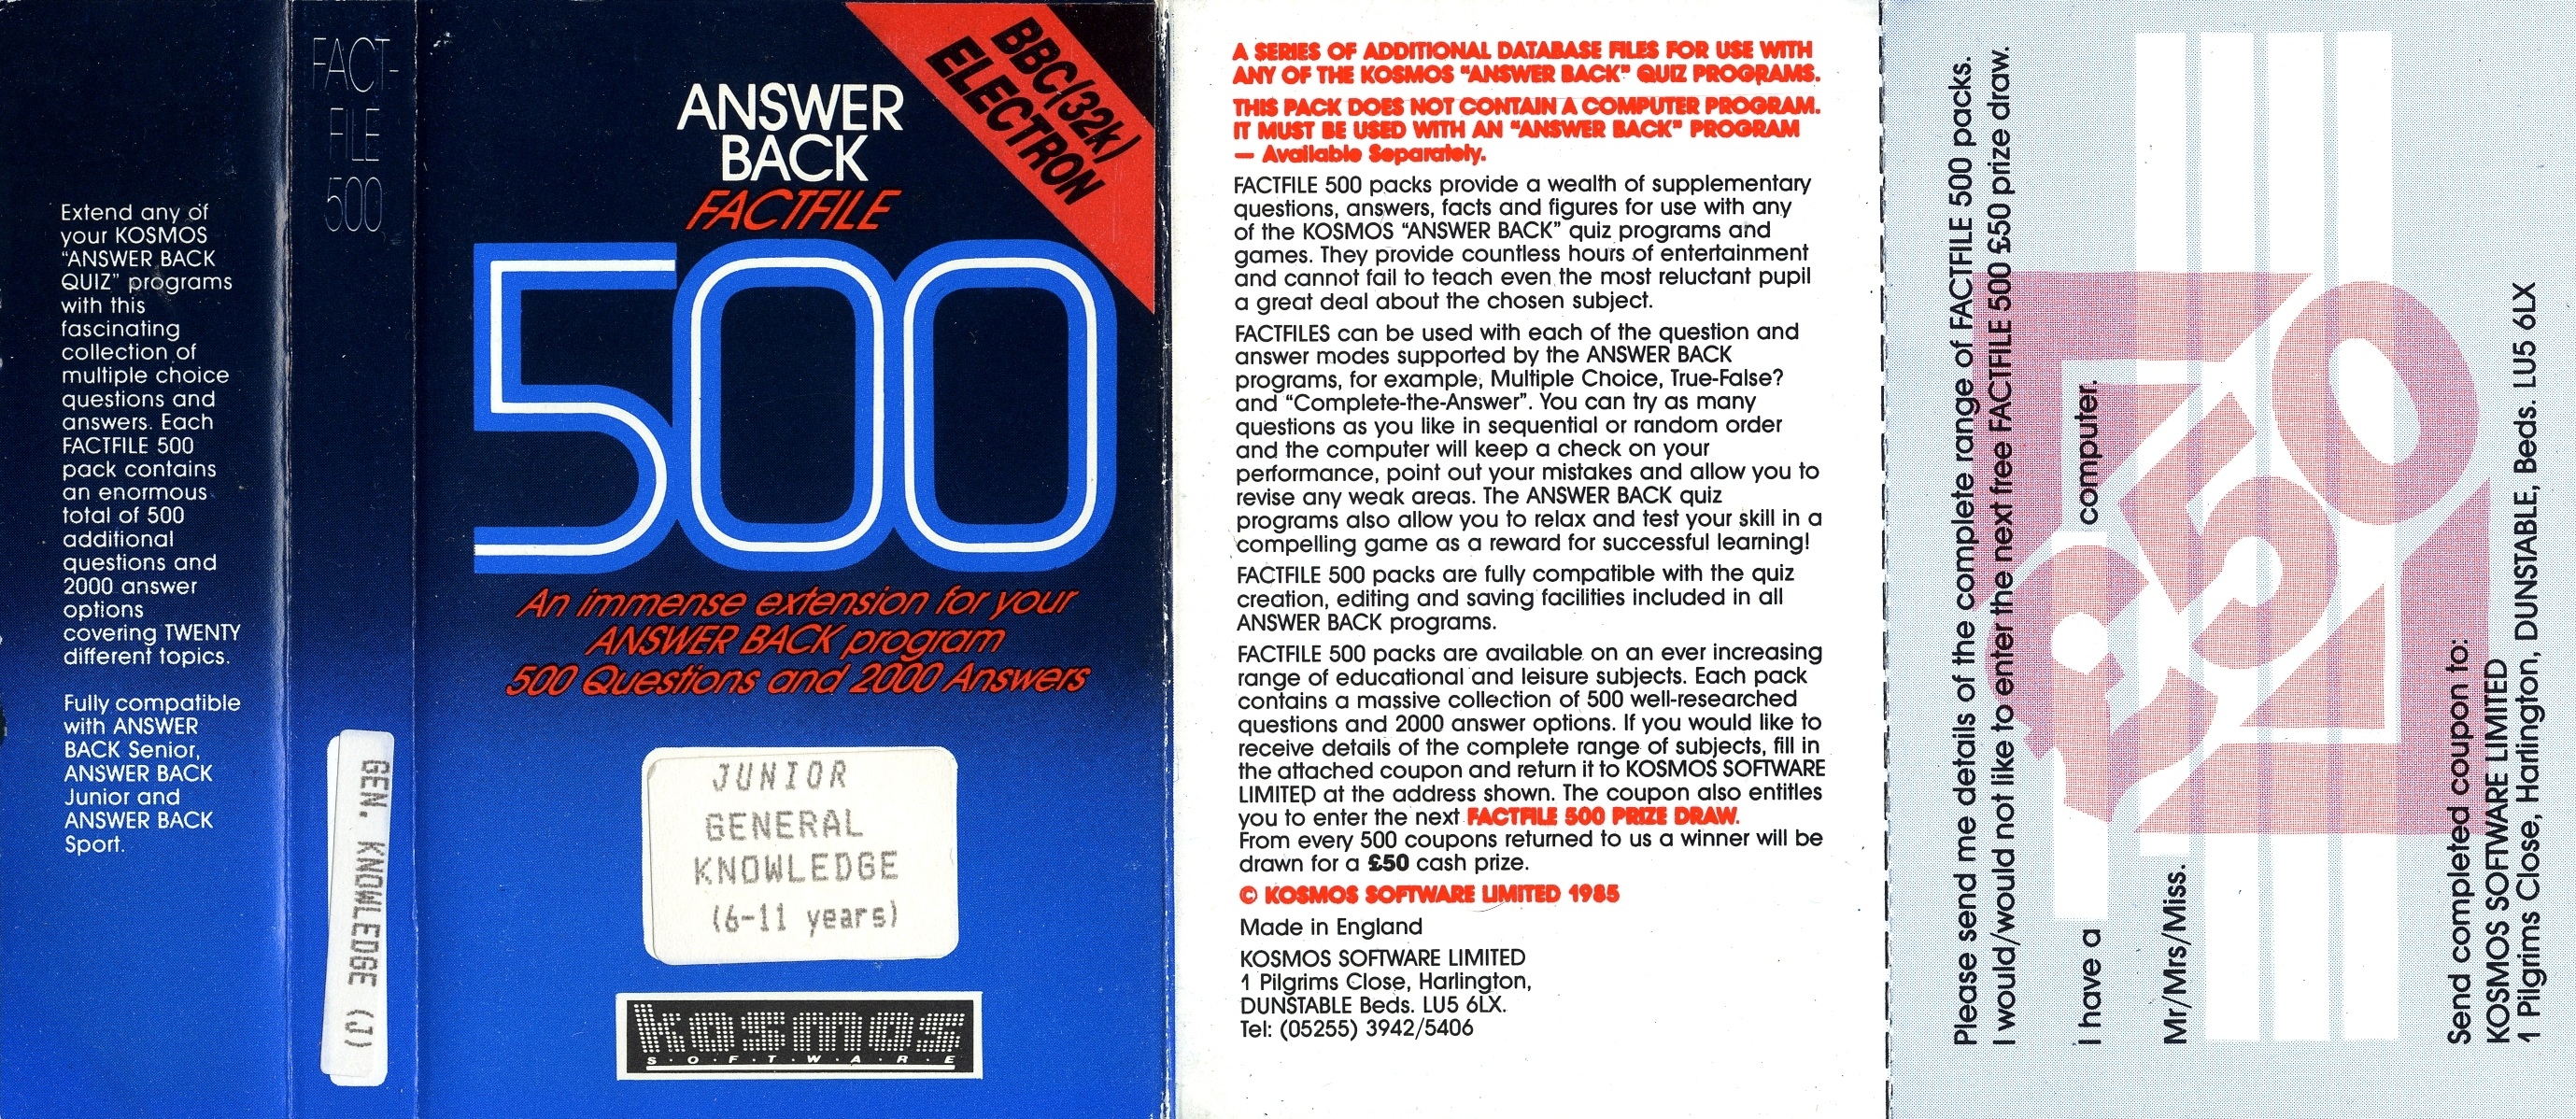 Extend any of
your KOSMOS
“ANSWER BACK
QUIZ” programs
with this
fascinating
collection of
multiple choice
questions and
answers. Each
FACTFILE 500
pack contains
an enormous
total of 500
additional
questions and
2000 answer
options
covering TWENTY
different topics.
Fully compatible
with ANSWER
BACK Senior,
ANSWER BACK
Junior and
ANSWER BACK
Sport.
FACT-
FILE
500
GEN. KNOWLEDGE (J)
BBC(32k)
ELECTRON
ANSWER
BACK
FACTFILE
500
An immense extension for your
ANSWER BACK program
500 Questions and 2000 Answers
JUNIOR
GENERAL
KNOWLEDGE
(6-11 years)
kosmos
S·O·F·T·W·A·R·E
A SERIES OF ADDITIONAL DATABASE FILES FOR USE WITH
ANY OF THE KOSMOS “ANSWER BACK” QUIZ PROGRAMS.
THIS PACK DOES NOT CONTAIN A COMPUTER PROGRAM.
IT MUST BE USED WITH AN “ANSWER BACK” PROGRAM
— Available Separately.
FACTFILE 500 packs provide a wealth of supplementary
questions, answers, facts and figures for use with any
of the KOSMOS “ANSWER BACK” quiz programs and
games. They provide countless hours of entertainment
and cannot fail to teach even the most reluctant pupil
a great deal about the chosen subject.
FACTFILES can be used with each of the question and
answer modes supported by the ANSWER BACK
programs, for example, Multiple Choice, True-False?
and “Complete-the-Answer”. You can try as many
questions as you like in sequential or random order
and the computer will keep a check on your
performance, point out your mistakes and allow you to
revise any weak areas. The ANSWER BACK quiz
programs also allow you to relax and test your skill in a
compelling game as a reward for successful learning!
FACTFILE 500 packs are fully compatible with the quiz
creation, editing and saving facilities included in all
ANSWER BACK programs.
FACTFILE 500 packs are available on an ever increasing
range of educational and leisure subjects. Each pack
contains a massive collection of 500 well-researched
questions and 2000 answer options. If you would like to
receive details of the complete range of subjects, fill in
the attached coupon and return it to KOSMOS SOFTWARE
LIMITED at the address shown. The coupon also entitles
you to enter the next FACTFILE 500 PRIZE DRAW.
From every 500 coupons returned to us a winner will be
drawn for a £50 cash prize.
© KOSMOS SOFTWARE LIMITED 1985
Made in England
KOSMOS SOFTWARE LIMITED
1 Pilgrims Close, Harlington,
DUNSTABLE Beds. LU5 6LX.
Tel: (05255) 3942/5406
Please send me details of the complete range of FACTFILE 500 packs.
I would/would not like to enter the next free FACTFILE 500 £50 prize draw.
I have a computer.
Mr/Mrs/Miss.
£50
Send completed coupon to:
KOSMOS SOFTWARE LIMITED
1 Pilgrims Close, Harlington, DUNSTABLE, Beds. LU5 6LX